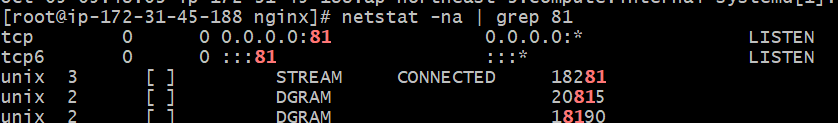 [root@ip-172-31-45-188 nginx]# netstat -na | grep 81
tcp        0      0 0.0.0.0:81              0.0.0.0:*               LISTEN
tcp6       0      0 :::81                   :::*                    LISTEN
unix  3      [ ]         STREAM     CONNECTED     18281
unix  2      [ ]         DGRAM                    20815
unix  2      [ ]         DGRAM                    18190